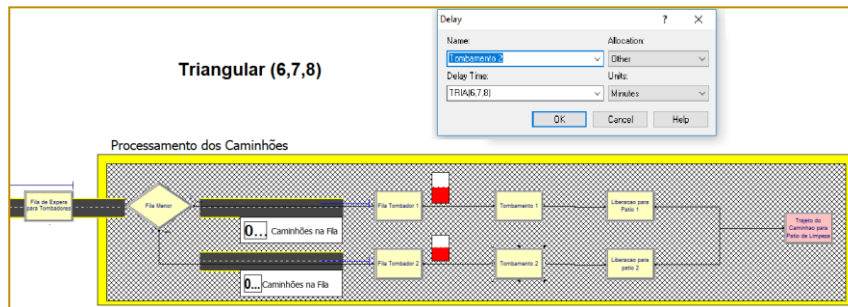 Delay
?
Name:
Allocation:
Tombamento 2
Other
Triangular (6,7,8)
Delay Time:
Units:
TRIA(6,7,8)
Minutes
OK
Cancel
Help
Processamento dos Caminhões
Fila de Espera
para Tombadores
Fila Menor
0... Caminhões na Fila
Fila Tombador 1
Tombamento 1
Liberacao para
Patio 1
Trajeto do
Caminhao para
Patio de Limpeza
0... Caminhões na Fila
Fila Tombador 2
Tombamento 2
Liberacao para
patio 2